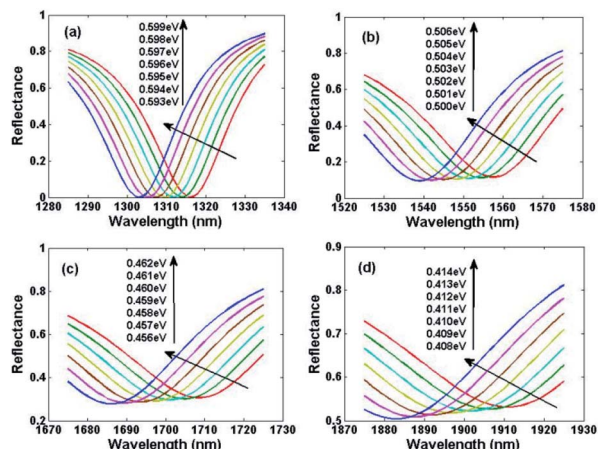 (a)
0.599eV
0.598eV
0.597eV
0.596eV
0.595eV
0.594eV
0.593eV
Reflectance
1
0.8
0.6
0.4
0.2
0
1280 1290 1300 1310 1320 1330 1340
Wavelength (nm)
(b)
0.506eV
0.505eV
0.504eV
0.503eV
0.502eV
0.501eV
0.500eV
Reflectance
1
0.8
0.6
0.4
0.2
0
1520 1530 1540 1550 1560 1570 1580
Wavelength (nm)
(c)
0.462eV
0.461eV
0.460eV
0.459eV
0.458eV
0.457eV
0.456eV
Reflectance
1
0.8
0.6
0.4
0.2
1670 1680 1690 1700 1710 1720 1730
Wavelength (nm)
(d)
0.414eV
0.413eV
0.412eV
0.411eV
0.410eV
0.409eV
0.408eV
Reflectance
0.9
0.8
0.7
0.6
0.5
1870 1880 1890 1900 1910 1920 1930
Wavelength (nm)